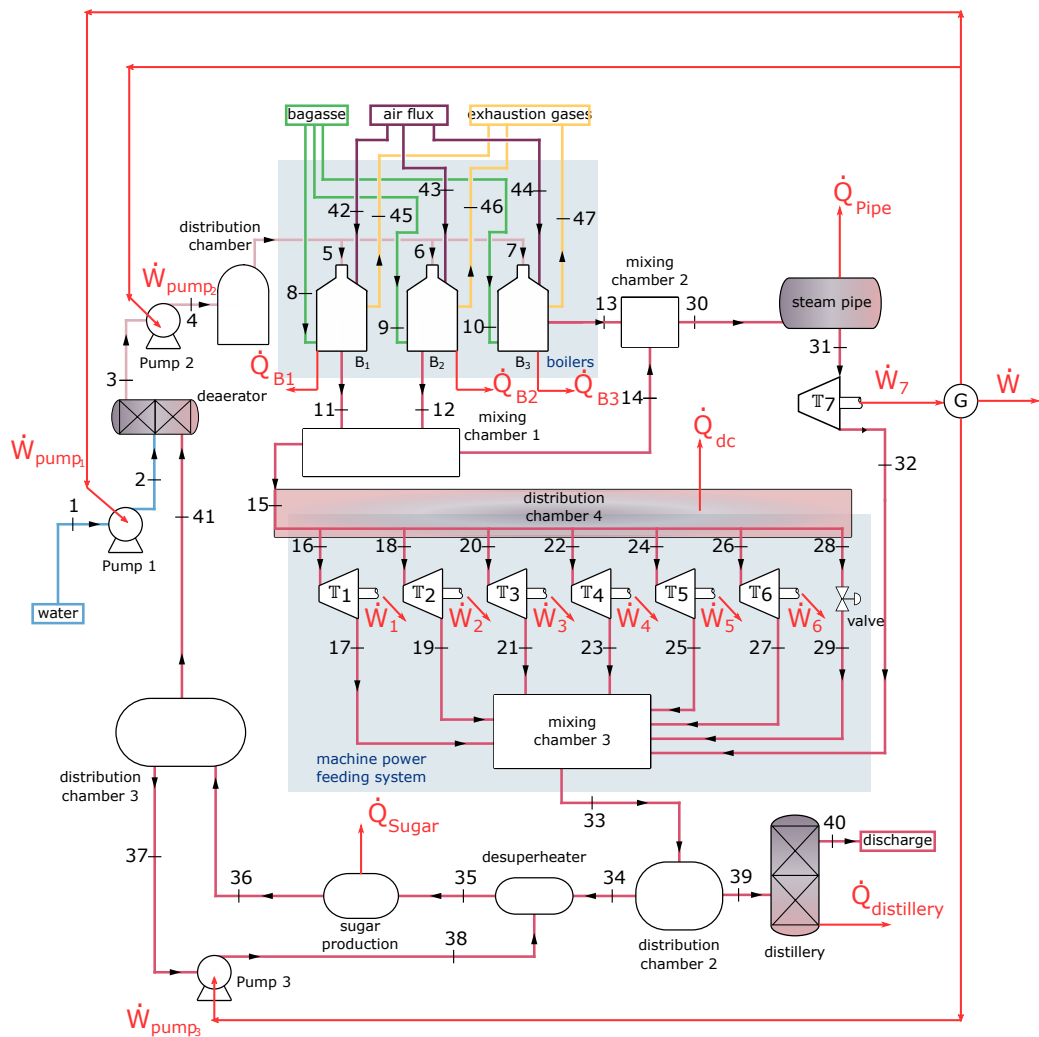 bagasse
air flux
exhaustion gases
Q̇Pipe
43
44
42
45
46
47
distribution
chamber
5
6
7
mixing
chamber 2
Ẇpump2
8
4
9
10
13
30
steam pipe
Pump 2
B1
B2
B3
boilers
31
Q̇B1
Q̇B2
Q̇B3
3
deaerator
11
12
14
𝕋7
Ẇ7
G
Ẇ
mixing
chamber 1
Q̇dc
Ẇpump1
2
32
1
41
15
distribution
chamber 4
Pump 1
16
18
20
22
24
26
28
water
𝕋1
𝕋2
𝕋3
𝕋4
𝕋5
𝕋6
Ẇ1
Ẇ2
Ẇ3
Ẇ4
Ẇ5
Ẇ6
valve
17
19
21
23
25
27
29
mixing
chamber 3
machine power
feeding system
distribution
chamber 3
Q̇Sugar
33
40
discharge
37
desuperheater
36
35
34
39
Q̇distillery
sugar
production
38
distribution
chamber 2
distillery
Pump 3
Ẇpump3